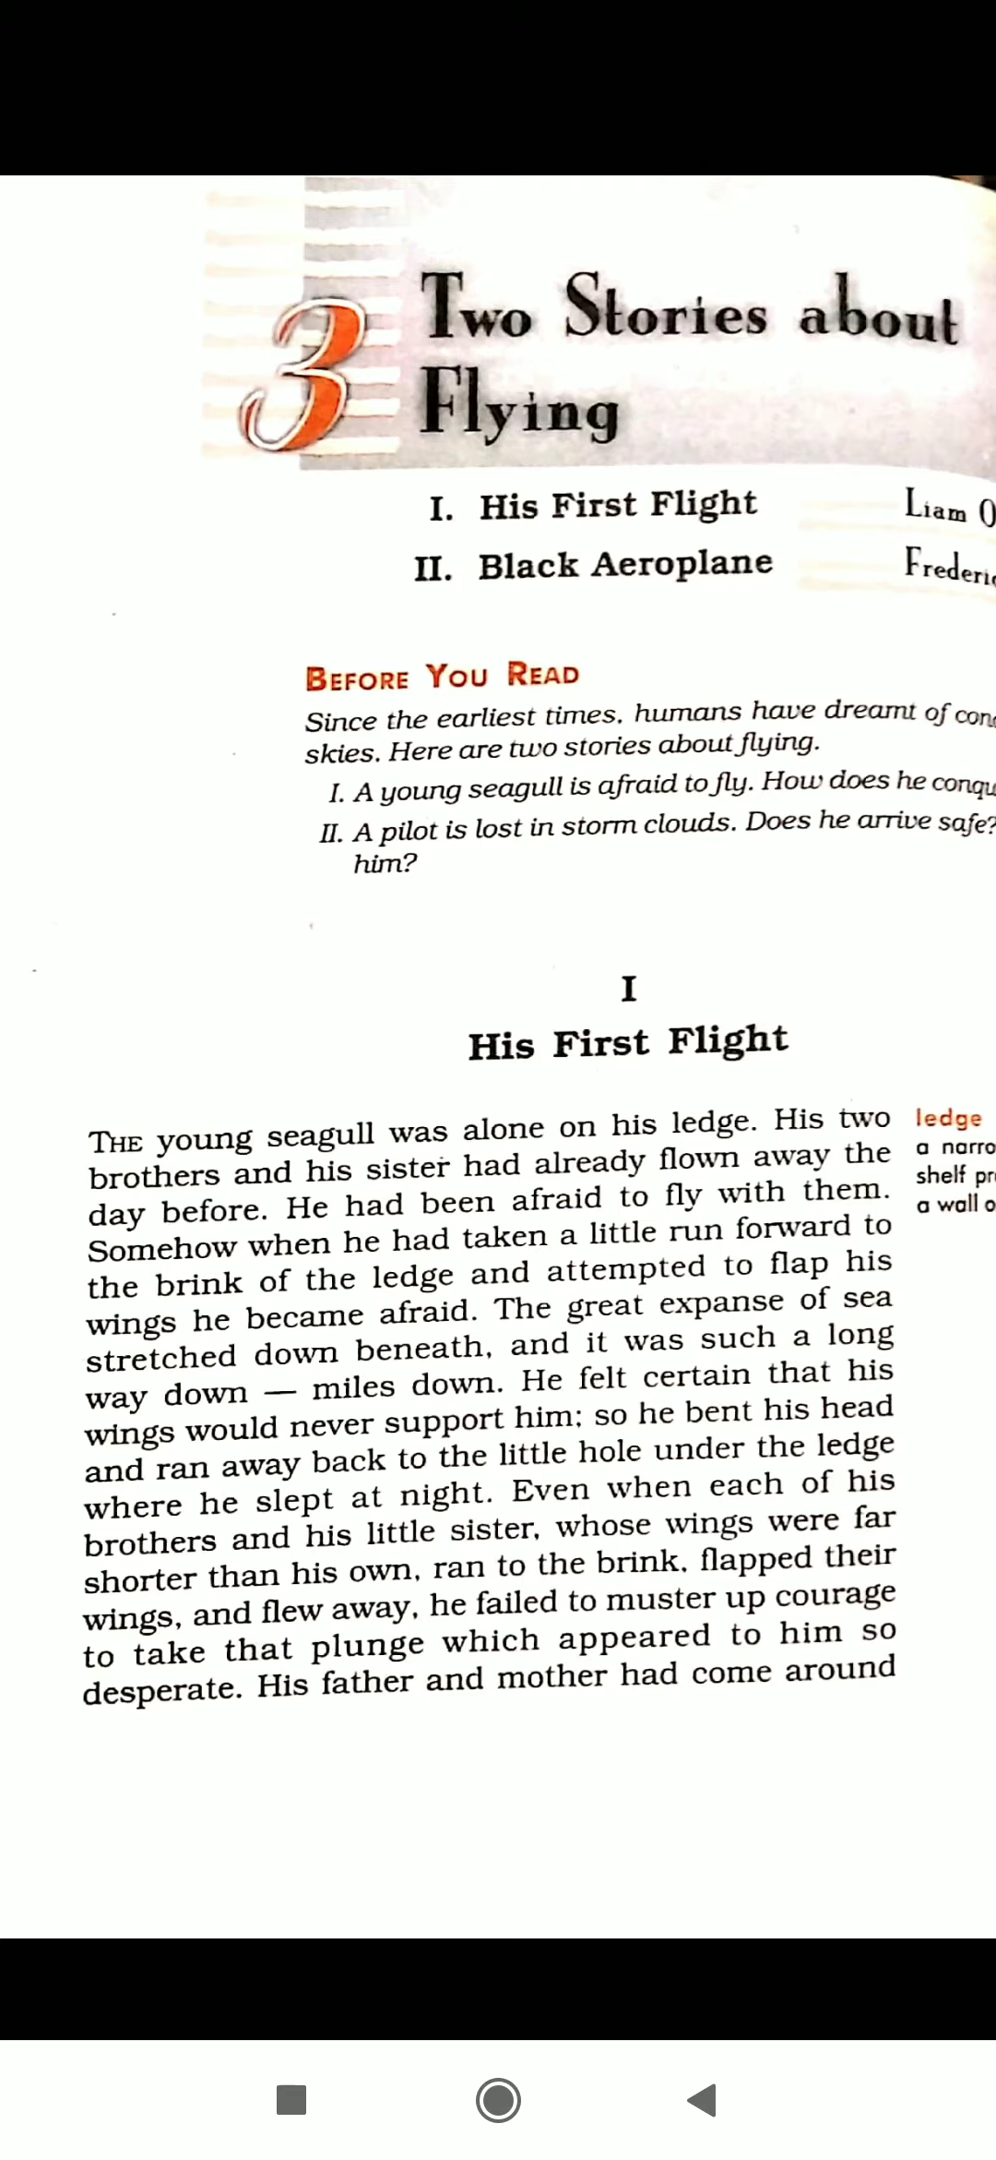 3
Two Stories about
Flying
I. His First Flight Liam O
II. Black Aeroplane
BEFORE YOU READ
Since the earliest times, humans have dreamt of
skies. Here are two stories about flying.
I. A young seagull is afraid to fly. How does he
II. A pilot is lost in storm clouds. Does he arrive safe?
him?
I
His First Flight
THE young seagull was alone on his ledge. His two
brothers and his sister had already flown away the
day before. He had been afraid to fly with them.
Somehow when he had taken a little run forward to
the brink of the ledge and attempted to flap his
wings he became afraid. The great expanse of sea
stretched down beneath, and it was such a long
way down — miles down. He felt certain that his
wings would never support him; so he bent his head
and ran away back to the little hole under the ledge
where he slept at night. Even when each of his
brothers and his little sister, whose wings were far
shorter than his own, ran to the brink, flapped their
wings, and flew away, he failed to muster up courage
to take that plunge which appeared to him so
desperate. His father and mother had come around
ledge
a
shelf
a wall